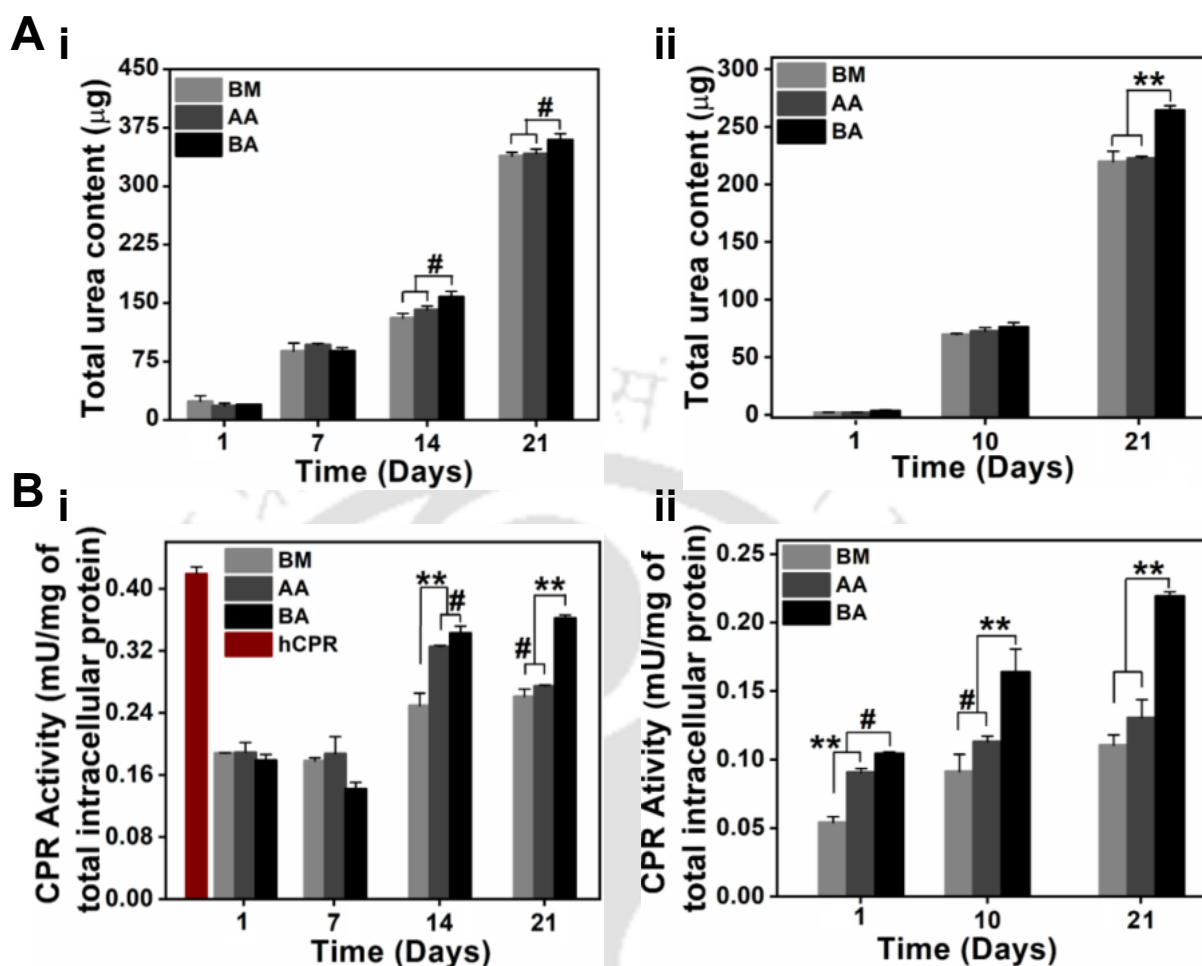 A i
Total urea content (μg)
450
375
300
225
150
75
0
BM
AA
BA
#
#
1 7 14 21
Time (Days)
ii
Total urea content (μg)
300
250
200
150
100
50
0
BM
AA
BA
**
1 10 21
Time (Days)
B i
CPR Activity (mU/mg of
total intracellular protein)
0.40
0.32
0.24
0.16
0.08
0.00
BM
AA
BA
hCPR
**
#
#
**
1 7 14 21
Time (Days)
ii
CPR Ativity (mU/mg of
total intracellular protein)
0.25
0.20
0.15
0.10
0.05
0.00
BM
AA
BA
**
#
#
**
**
1 10 21
Time (Days)